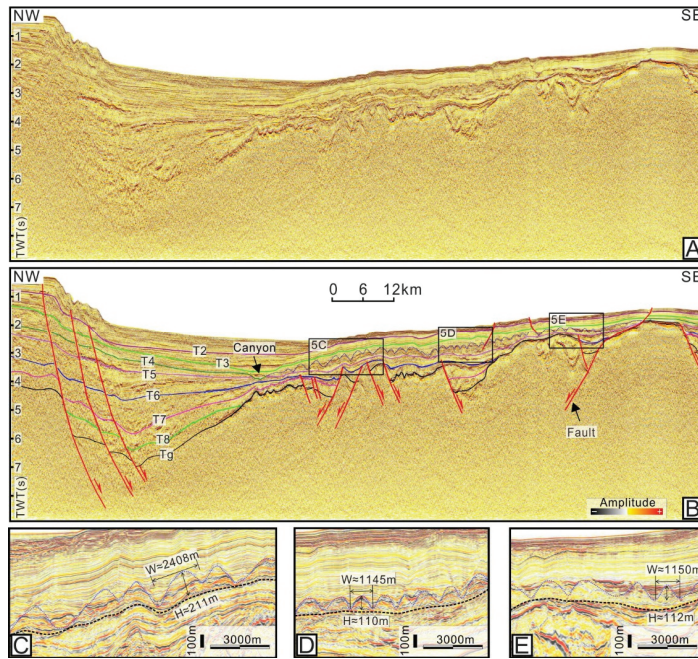 NW
SE
1
2
3
4
5
6
7
TWT(s)
A
NW
SE
0 6 12km
1
2
3
4
5
6
7
TWT(s)
5C
5D
5E
Canyon
T2
T3
T4
T5
T6
T7
T8
Tg
Fault
Amplitude
- +
B
W≈2408m
H≈211m
100m
3000m
C
W≈1145m
H≈110m
100m
3000m
D
W≈1150m
H≈112m
100m
3000m
E